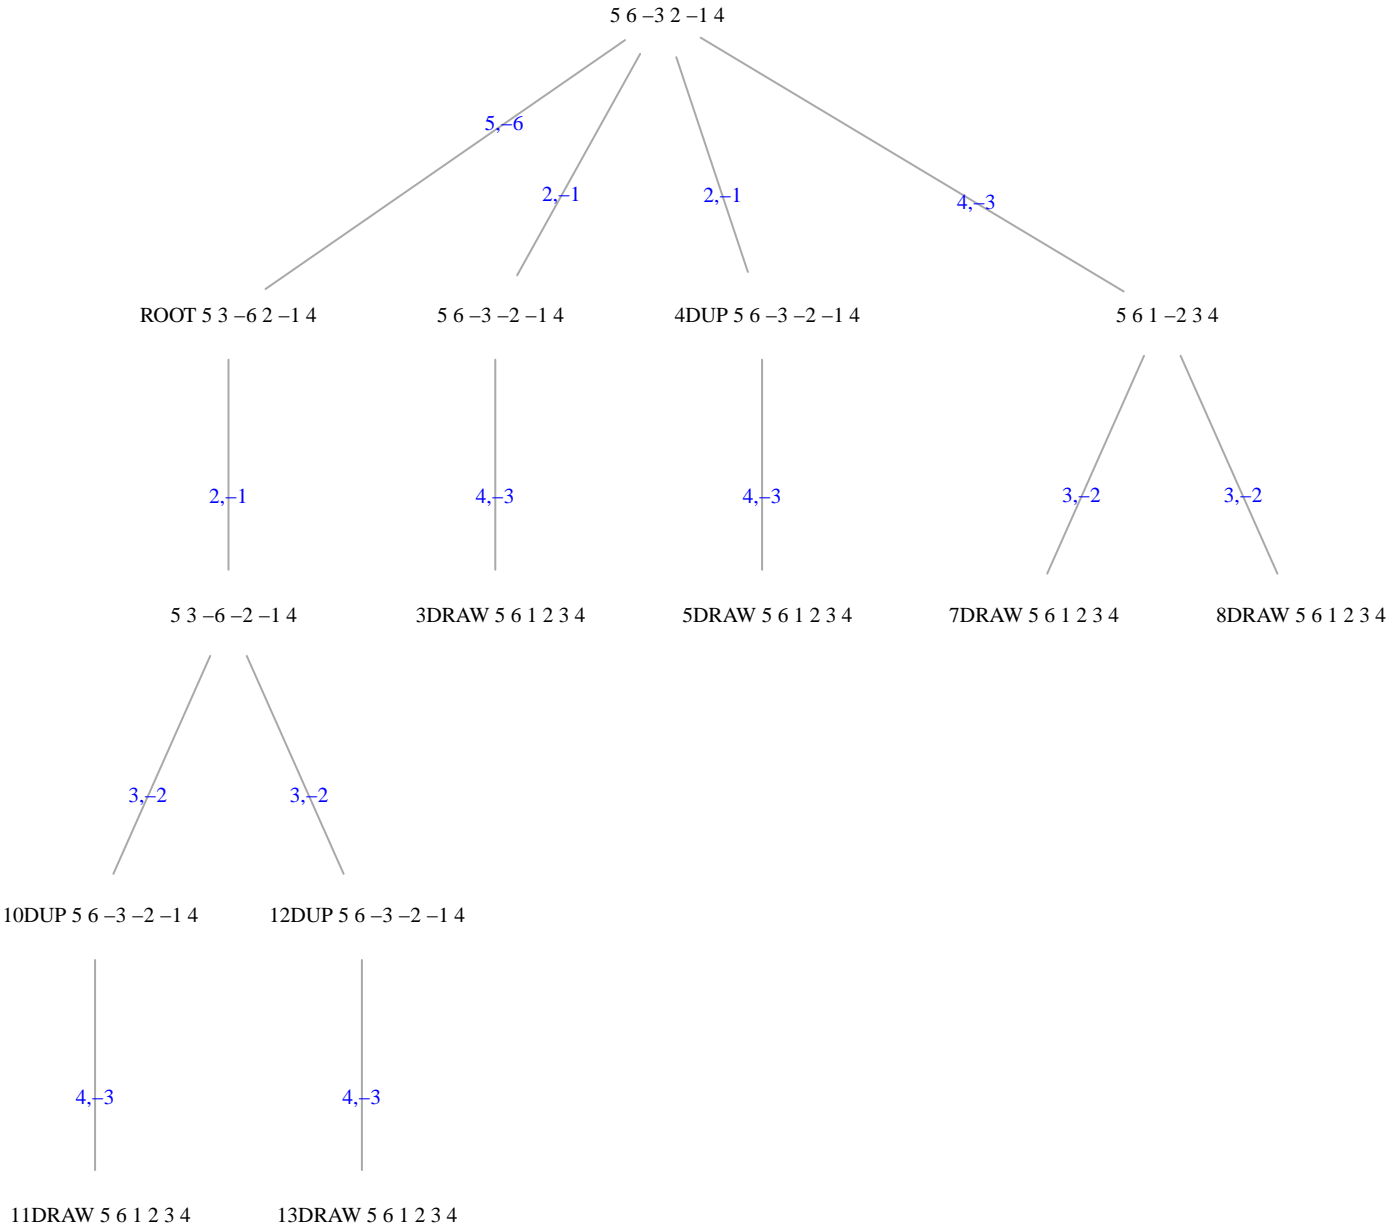 5 6 –3 2 –1 4
5,–6
2,–1
2,–1
4,–3
ROOT 5 3 –6 2 –1 4
5 6 –3 –2 –1 4
4DUP 5 6 –3 –2 –1 4
5 6 1 –2 3 4
2,–1
4,–3
4,–3
3,–2
3,–2
5 3 –6 –2 –1 4
3DRAW 5 6 1 2 3 4
5DRAW 5 6 1 2 3 4
7DRAW 5 6 1 2 3 4
8DRAW 5 6 1 2 3 4
3,–2
3,–2
10DUP 5 6 –3 –2 –1 4
12DUP 5 6 –3 –2 –1 4
4,–3
4,–3
11DRAW 5 6 1 2 3 4
13DRAW 5 6 1 2 3 4